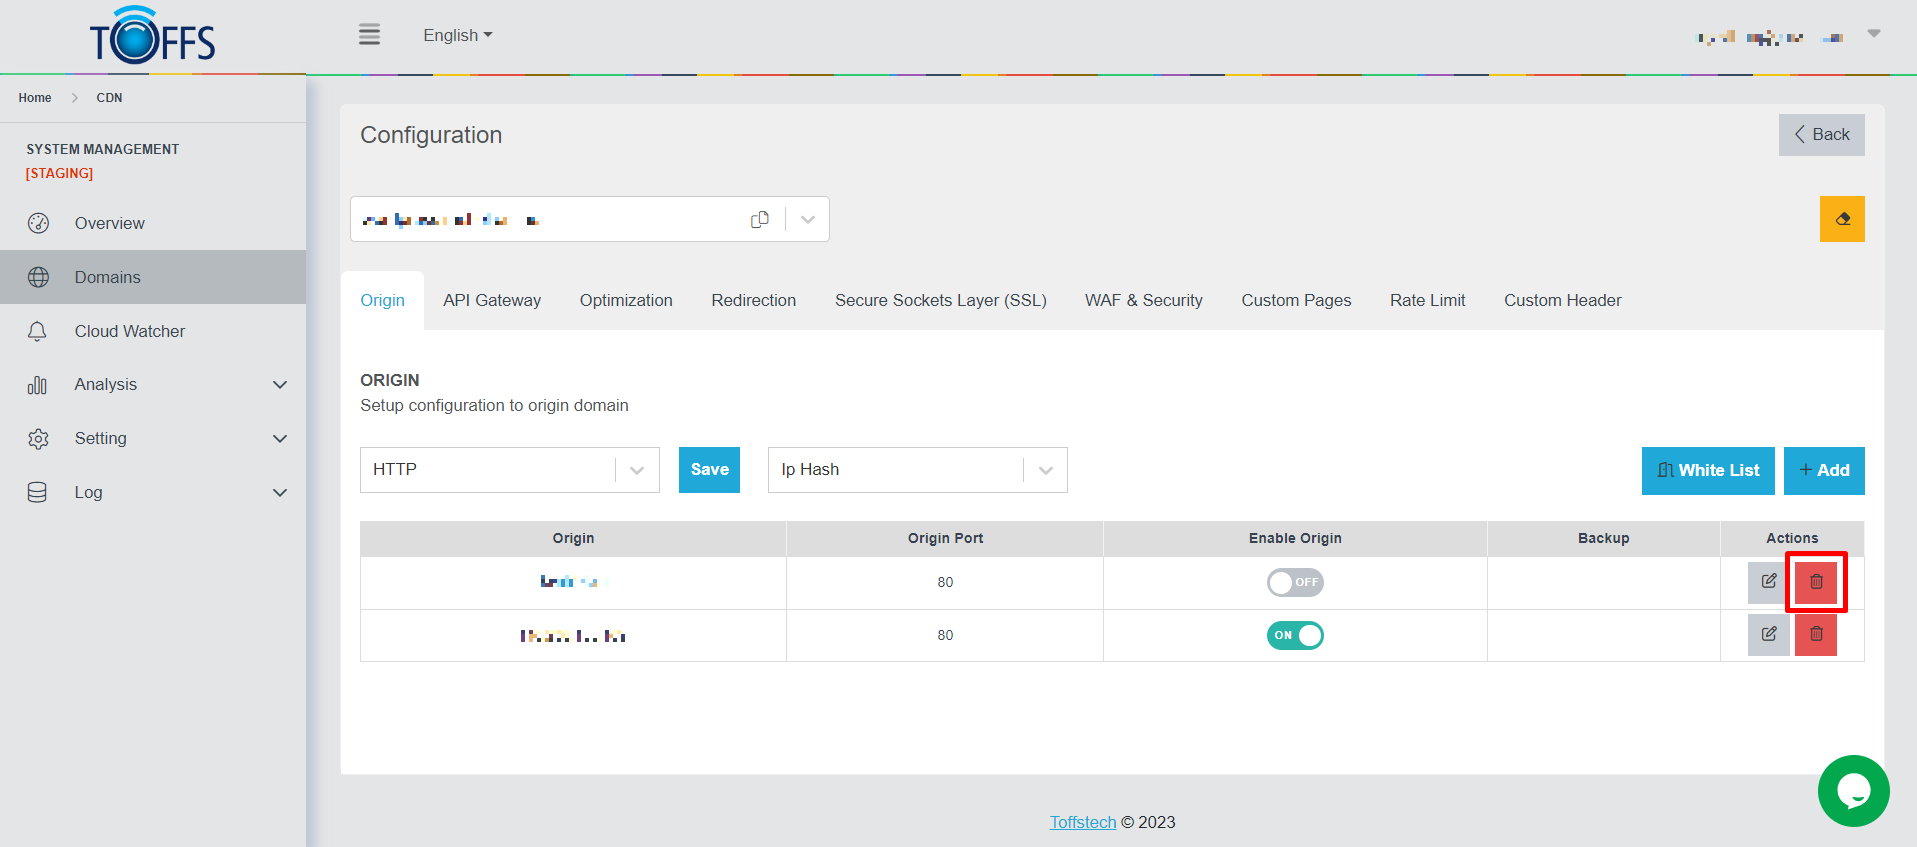 TOFFS
English
Home > CDN
SYSTEM MANAGEMENT
[STAGING]
Overview
Domains
Cloud Watcher
Analysis
Setting
Log
Configuration
Back
Origin API Gateway Optimization Redirection Secure Sockets Layer (SSL) WAF & Security Custom Pages Rate Limit Custom Header
ORIGIN
Setup configuration to origin domain
HTTP Save Ip Hash White List + Add
Origin Origin Port Enable Origin Backup Actions
80 OFF
80 ON
Toffstech © 2023